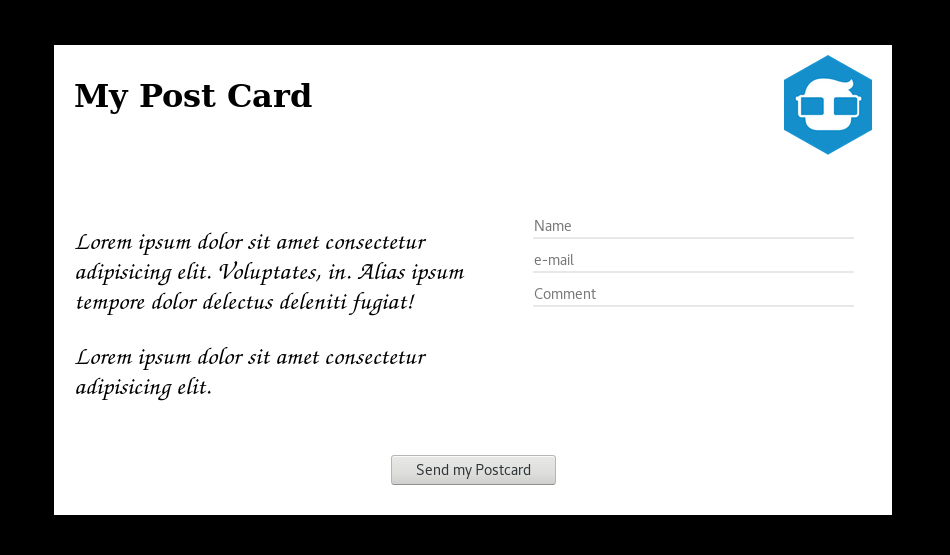 My Post Card
Lorem ipsum dolor sit amet consectetur
adipisicing elit. Voluptates, in. Alias ipsum
tempore dolor delectus deleniti fugiat!
Lorem ipsum dolor sit amet consectetur
adipisicing elit.
Name
e-mail
Comment
Send my Postcard